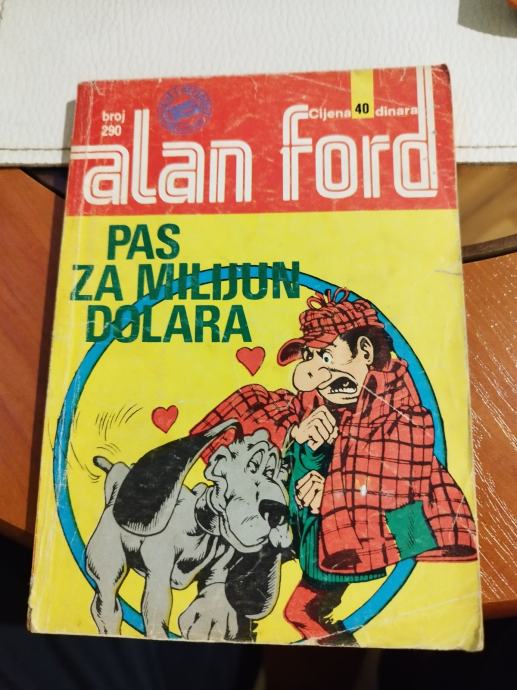 broj
290
Cijena 40 dinara
alan ford
PAS
ZA MILIJUN
DOLARA